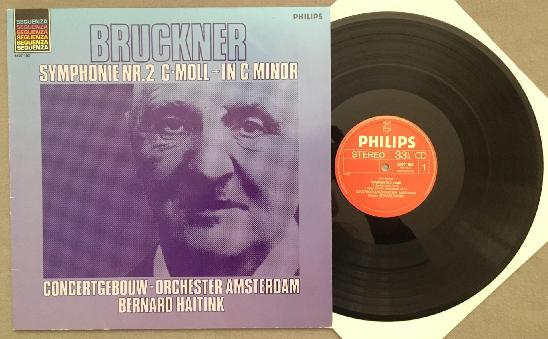 SEQUENZA
SEQUENZA
SEQUENZA
SEQUENZA
SEQUENZA
PHILIPS
BRUCKNER
SYMPHONIE NR.2 C-MOLL-IN C MINOR
CONCERTGEBOUW-ORCHESTER AMSTERDAM
BERNARD HAITINK
PHILIPS
STEREO 33⅓
1